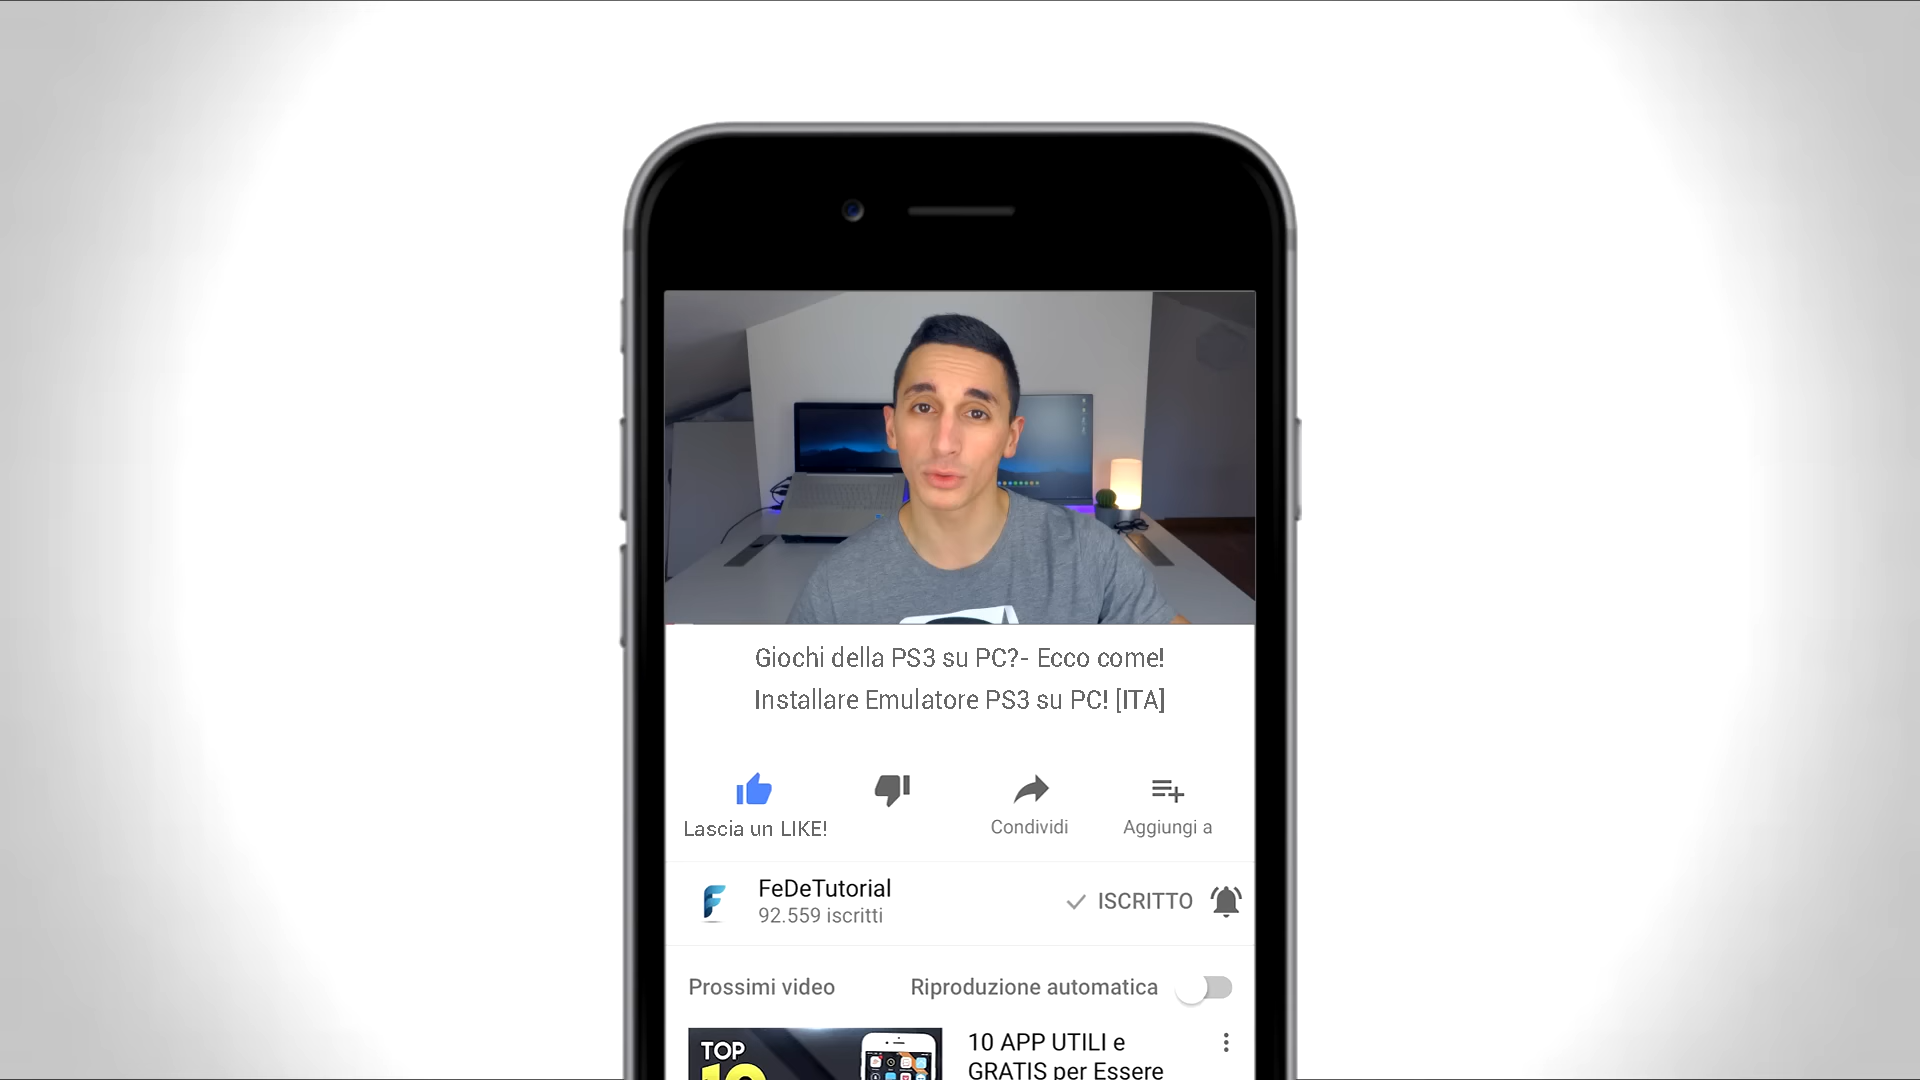 Giochi della PS3 su PC?- Ecco come!
Installare Emulatore PS3 su PC! [ITA]
Lascia un LIKE!
Condividi
Aggiungi a
FeDeTutorial
92.559 iscritti
ISCRITTO
Prossimi video
Riproduzione automatica
TOP
10
10 APP UTILI e
GRATIS per Essere